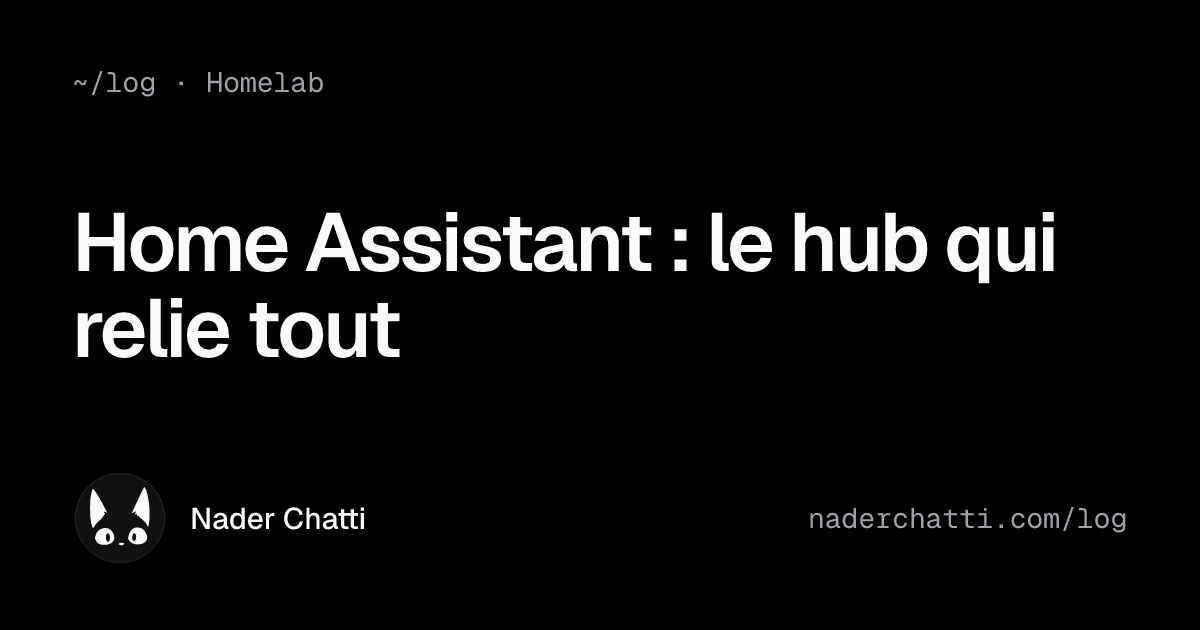 ~/log · Homelab
Home Assistant : le hub qui
relie tout
Nader Chatti
naderchatti.com/log